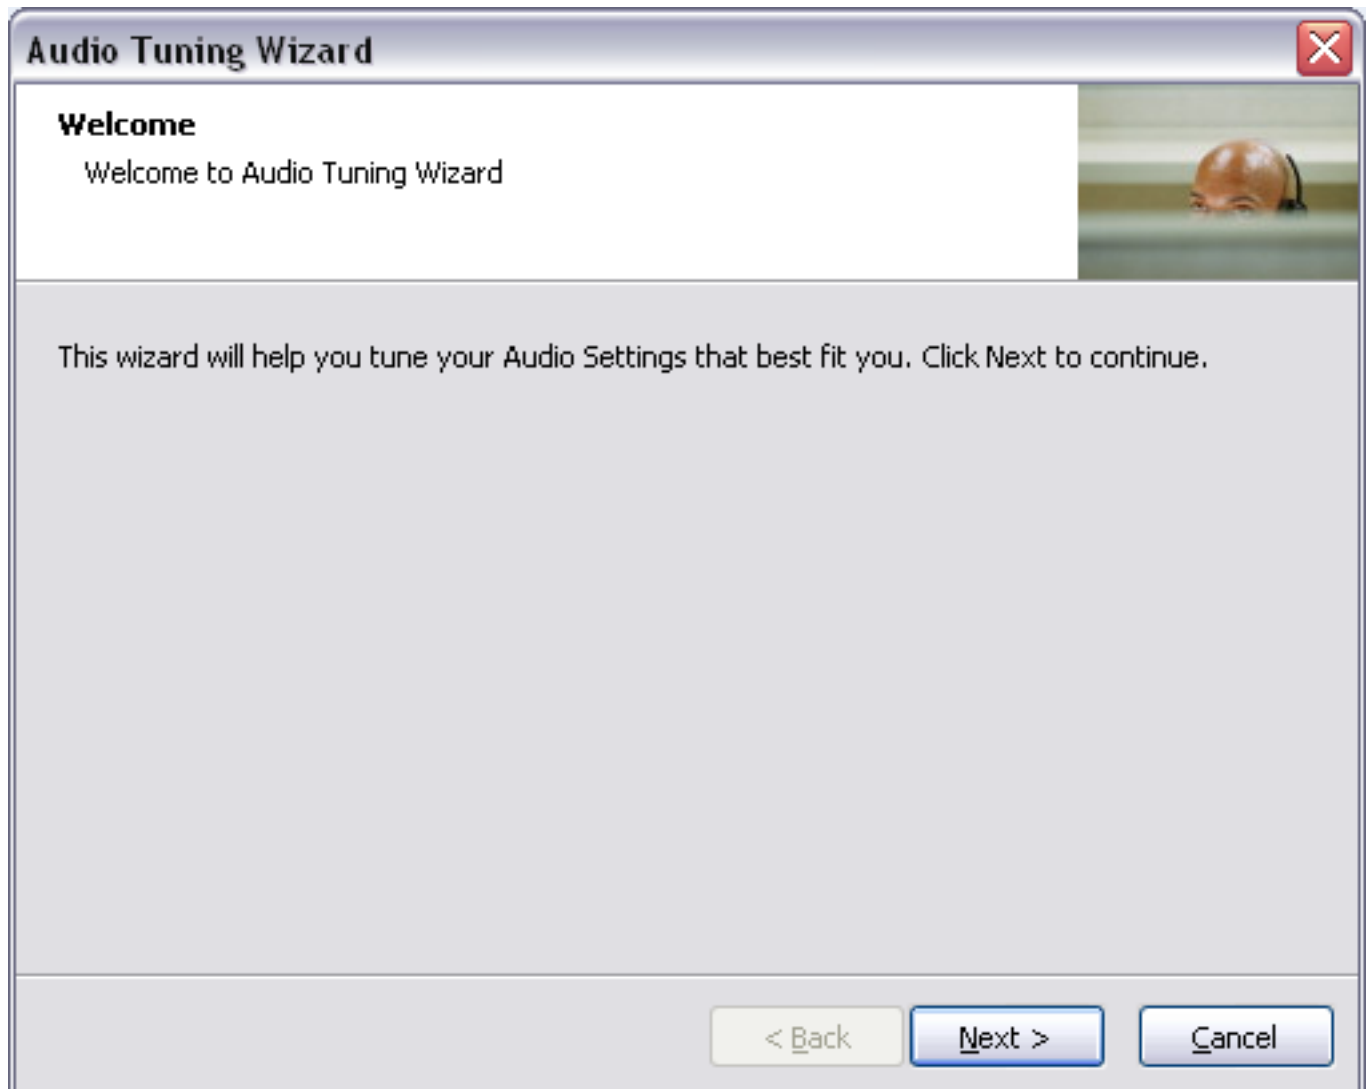 Audio Tuning Wizard
Welcome
Welcome to Audio Tuning Wizard
This wizard will help you tune your Audio Settings that best fit you. Click Next to continue.
< Back
Next >
Cancel